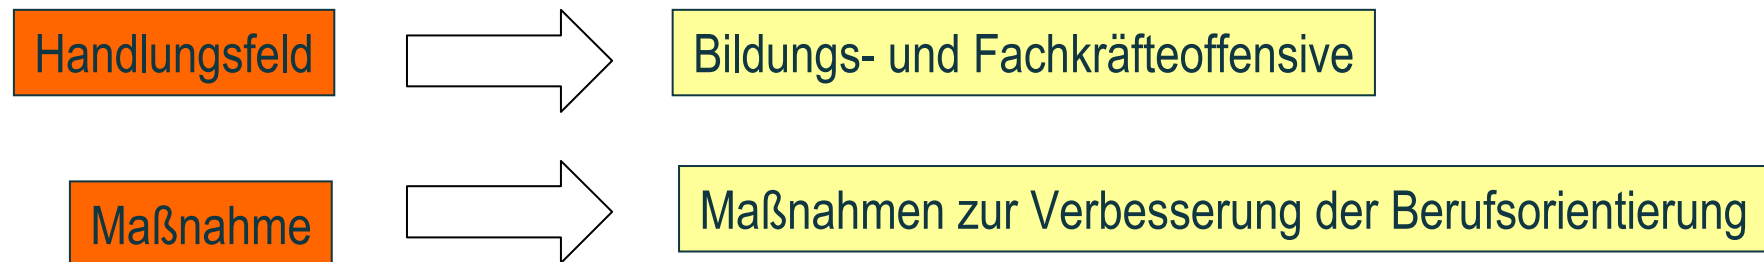 Handlungsfeld Bildungs- und Fachkräfteoffensive
Maßnahme Maßnahmen zur Verbesserung der Berufsorientierung